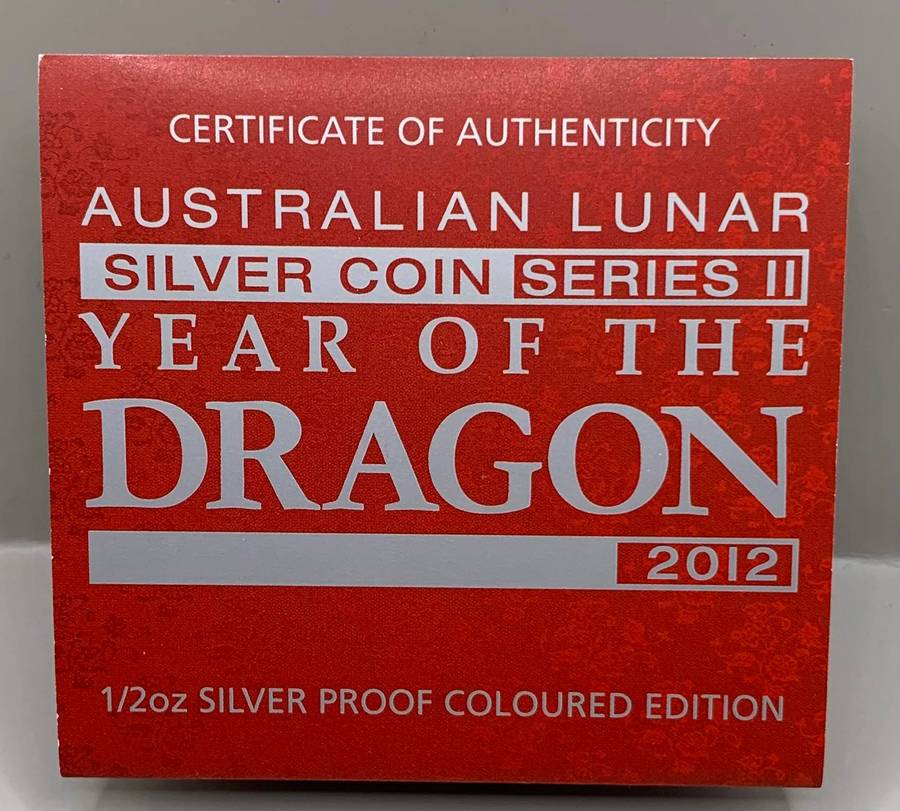 CERTIFICATE OF AUTHENTICITY
AUSTRALIAN LUNAR
SILVER COIN SERIES II
YEAR OF THE
DRAGON
2012
1/2oz SILVER PROOF COLOURED EDITION